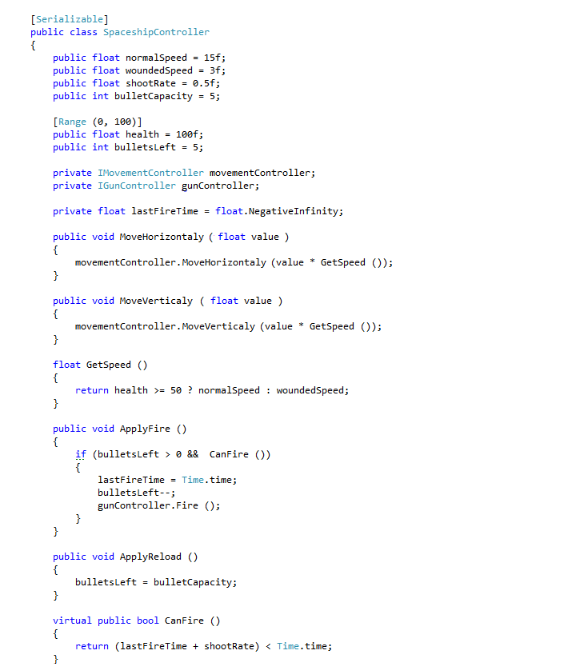 [Serializable]
public class SpaceshipController
{
public float normalSpeed = 15f;
public float woundedSpeed = 3f;
public float shootRate = 0.5f;
public int bulletCapacity = 5;
[Range (0, 100)]
public float health = 100f;
public int bulletsLeft = 5;
private IMovementController movementController;
private IGunController gunController;
private float lastFireTime = float.NegativeInfinity;
public void MoveHorizontaly ( float value )
{
movementController.MoveHorizontaly (value * GetSpeed ());
}
public void MoveVerticaly ( float value )
{
movementController.MoveVerticaly (value * GetSpeed ());
}
float GetSpeed ()
{
return health >= 50 ? normalSpeed : woundedSpeed;
}
public void ApplyFire ()
{
if (bulletsLeft > 0 && CanFire ())
{
lastFireTime = Time.time;
bulletsLeft--;
gunController.Fire ();
}
}
public void ApplyReload ()
{
bulletsLeft = bulletCapacity;
}
virtual public bool CanFire ()
{
return (lastFireTime + shootRate) < Time.time;
}